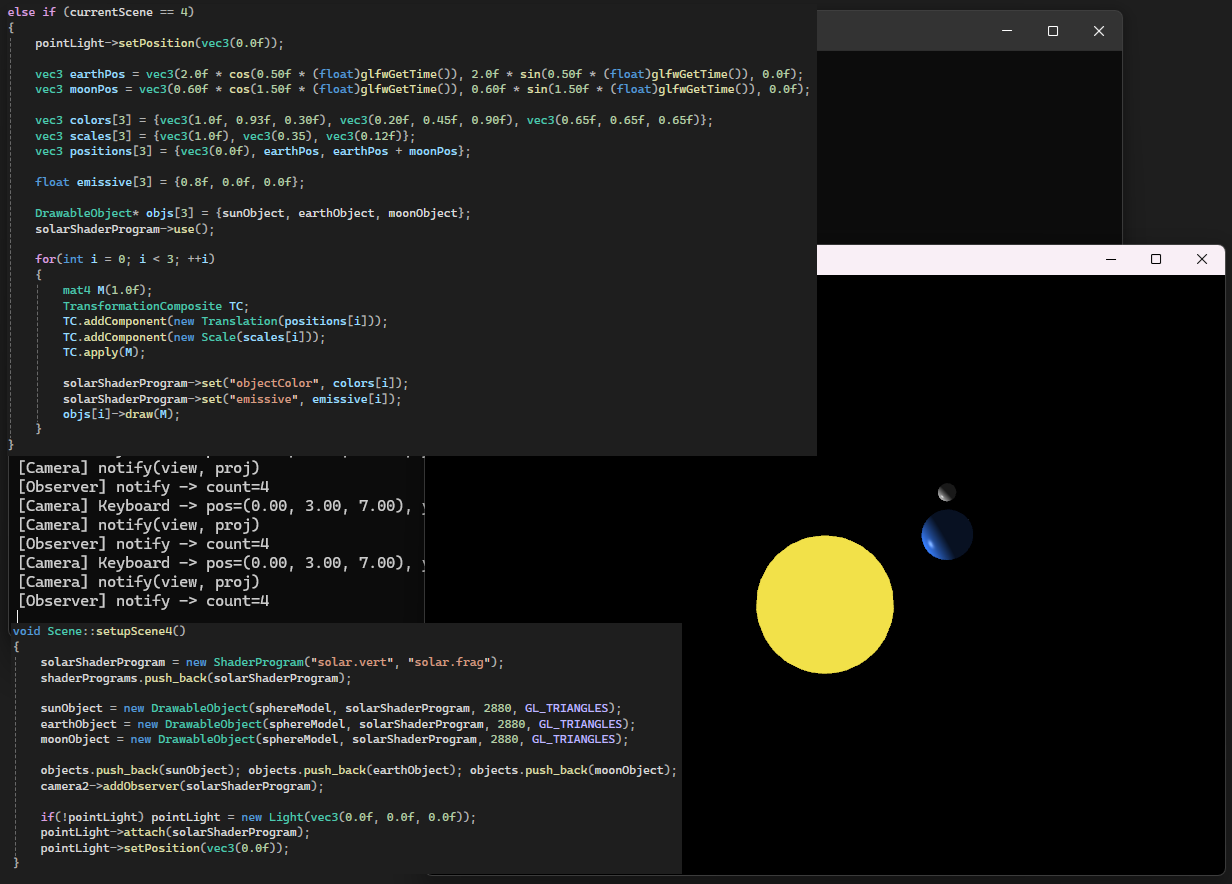 else if (currentScene == 4)
{
pointLight->setPosition(vec3(0.0f));
vec3 earthPos = vec3(2.0f * cos(0.50f * (float)glfwGetTime()), 2.0f * sin(0.50f * (float)glfwGetTime()), 0.0f);
vec3 moonPos = vec3(0.60f * cos(1.50f * (float)glfwGetTime()), 0.60f * sin(1.50f * (float)glfwGetTime()), 0.0f);
vec3 colors[3] = {vec3(1.0f, 0.93f, 0.30f), vec3(0.20f, 0.45f, 0.90f), vec3(0.65f, 0.65f, 0.65f)};
vec3 scales[3] = {vec3(1.0f), vec3(0.35), vec3(0.12f)};
vec3 positions[3] = {vec3(0.0f), earthPos, earthPos + moonPos};
float emissive[3] = {0.8f, 0.0f, 0.0f};
DrawableObject* objs[3] = {sunObject, earthObject, moonObject};
solarShaderProgram->use();
for(int i = 0; i < 3; ++i)
{
mat4 M(1.0f);
TransformationComposite TC;
TC.addComponent(new Translation(positions[i]));
TC.addComponent(new Scale(scales[i]));
TC.apply(M);
solarShaderProgram->set("objectColor", colors[i]);
solarShaderProgram->set("emissive", emissive[i]);
objs[i]->draw(M);
}
}
[Camera] notify(view, proj)
[Observer] notify -> count=4
[Camera] Keyboard -> pos=(0.00, 3.00, 7.00),
[Camera] notify(view, proj)
[Observer] notify -> count=4
[Camera] Keyboard -> pos=(0.00, 3.00, 7.00),
[Camera] notify(view, proj)
[Observer] notify -> count=4
void Scene::setupScene4()
{
solarShaderProgram = new ShaderProgram("solar.vert", "solar.frag");
shaderPrograms.push_back(solarShaderProgram);
sunObject = new DrawableObject(sphereModel, solarShaderProgram, 2880, GL_TRIANGLES);
earthObject = new DrawableObject(sphereModel, solarShaderProgram, 2880, GL_TRIANGLES);
moonObject = new DrawableObject(sphereModel, solarShaderProgram, 2880, GL_TRIANGLES);
objects.push_back(sunObject); objects.push_back(earthObject); objects.push_back(moonObject);
camera2->addObserver(solarShaderProgram);
if(!pointLight) pointLight = new Light(vec3(0.0f, 0.0f, 0.0f));
pointLight->attach(solarShaderProgram);
pointLight->setPosition(vec3(0.0f));
}